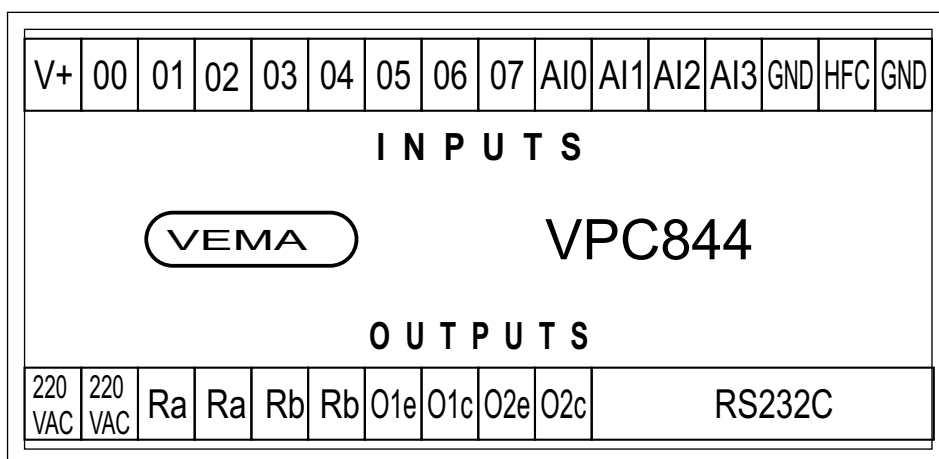 V+ 00 01 02 03 04 05 06 07 AI0 AI1 AI2 AI3 GND HFC GND
INPUTS
VEMA VPC844
OUTPUTS
220 VAC 220 VAC Ra Ra Rb Rb O1e O1c O2e O2c RS232C